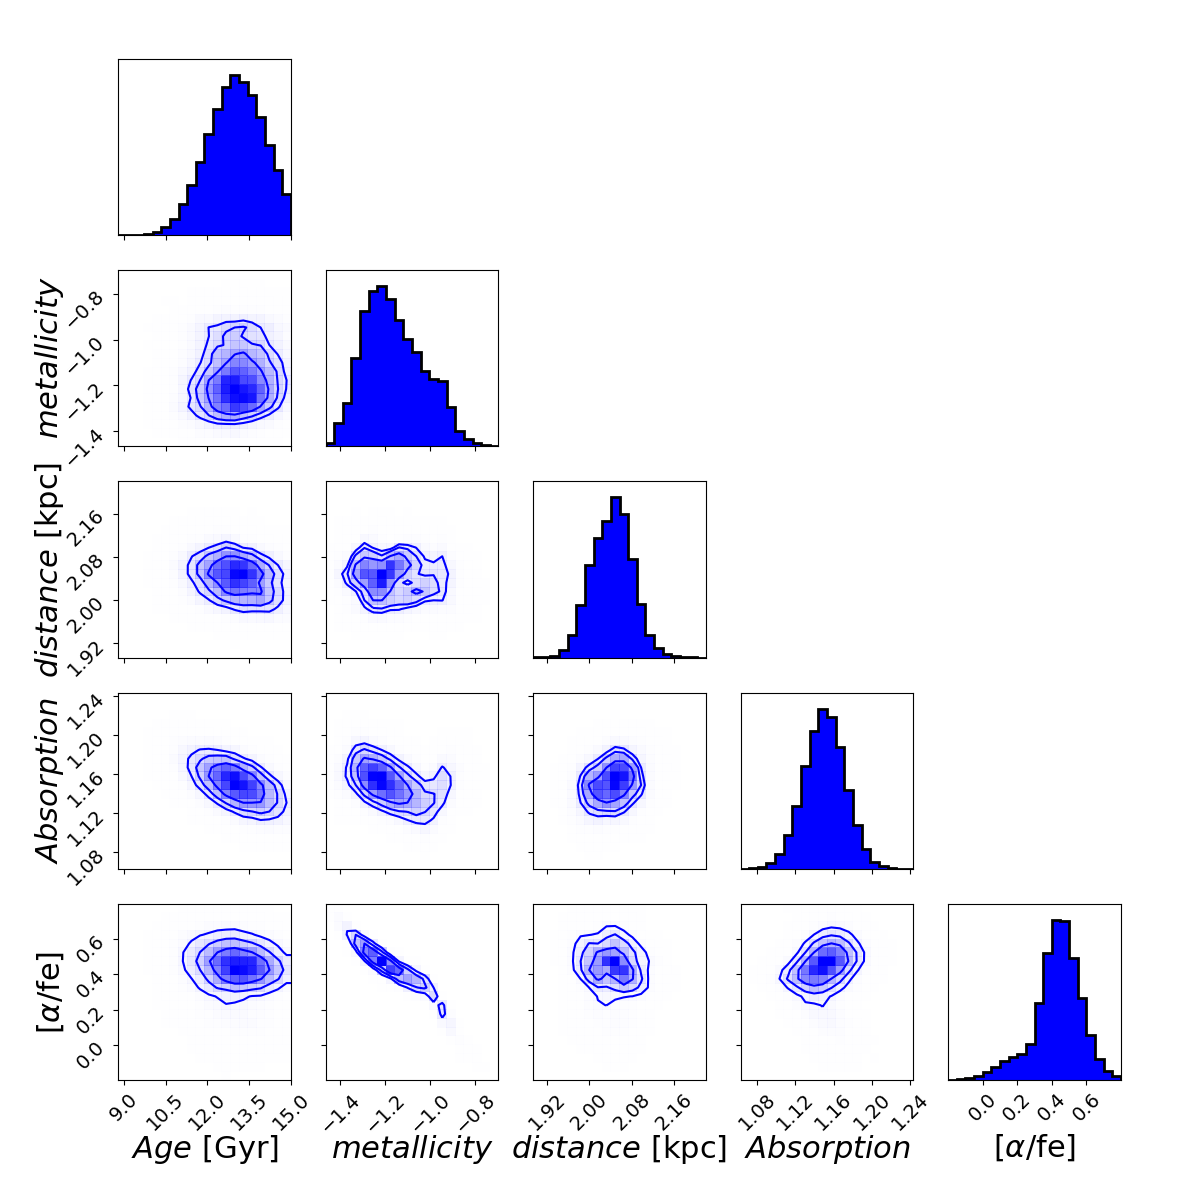 metallicity
−0.8
−1.0
−1.2
−1.4
distance [kpc]
2.16
2.08
2.00
1.92
Absorption
1.24
1.20
1.16
1.12
1.08
[α/fe]
0.6
0.4
0.2
0.0
9.0 10.5 12.0 13.5 15.0 −1.4 −1.2 −1.0 −0.8 1.92 2.00 2.08 2.16 1.08 1.12 1.16 1.20 1.24 0.0 0.2 0.4 0.6
Age [Gyr] metallicity distance [kpc] Absorption [α/fe]